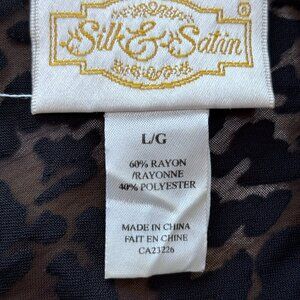 Silk & Satin
L/G
60% RAYON
/RAYONNE
40% POLYESTER
MADE IN CHINA
FAIT EN CHINE
CA23226